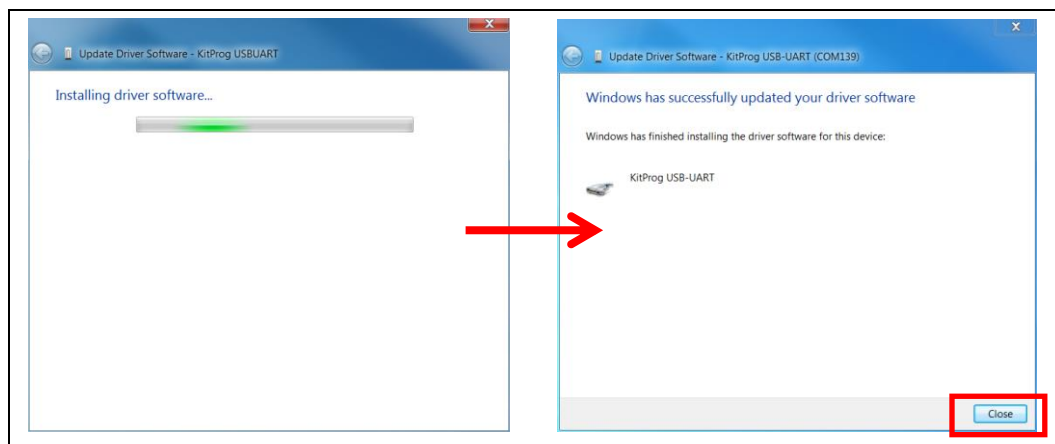 Update Driver Software - KitProg USBUART
Installing driver software...
Update Driver Software - KitProg USB-UART (COM139)
Windows has successfully updated your driver software
Windows has finished installing the driver software for this device:
KitProg USB-UART
Close